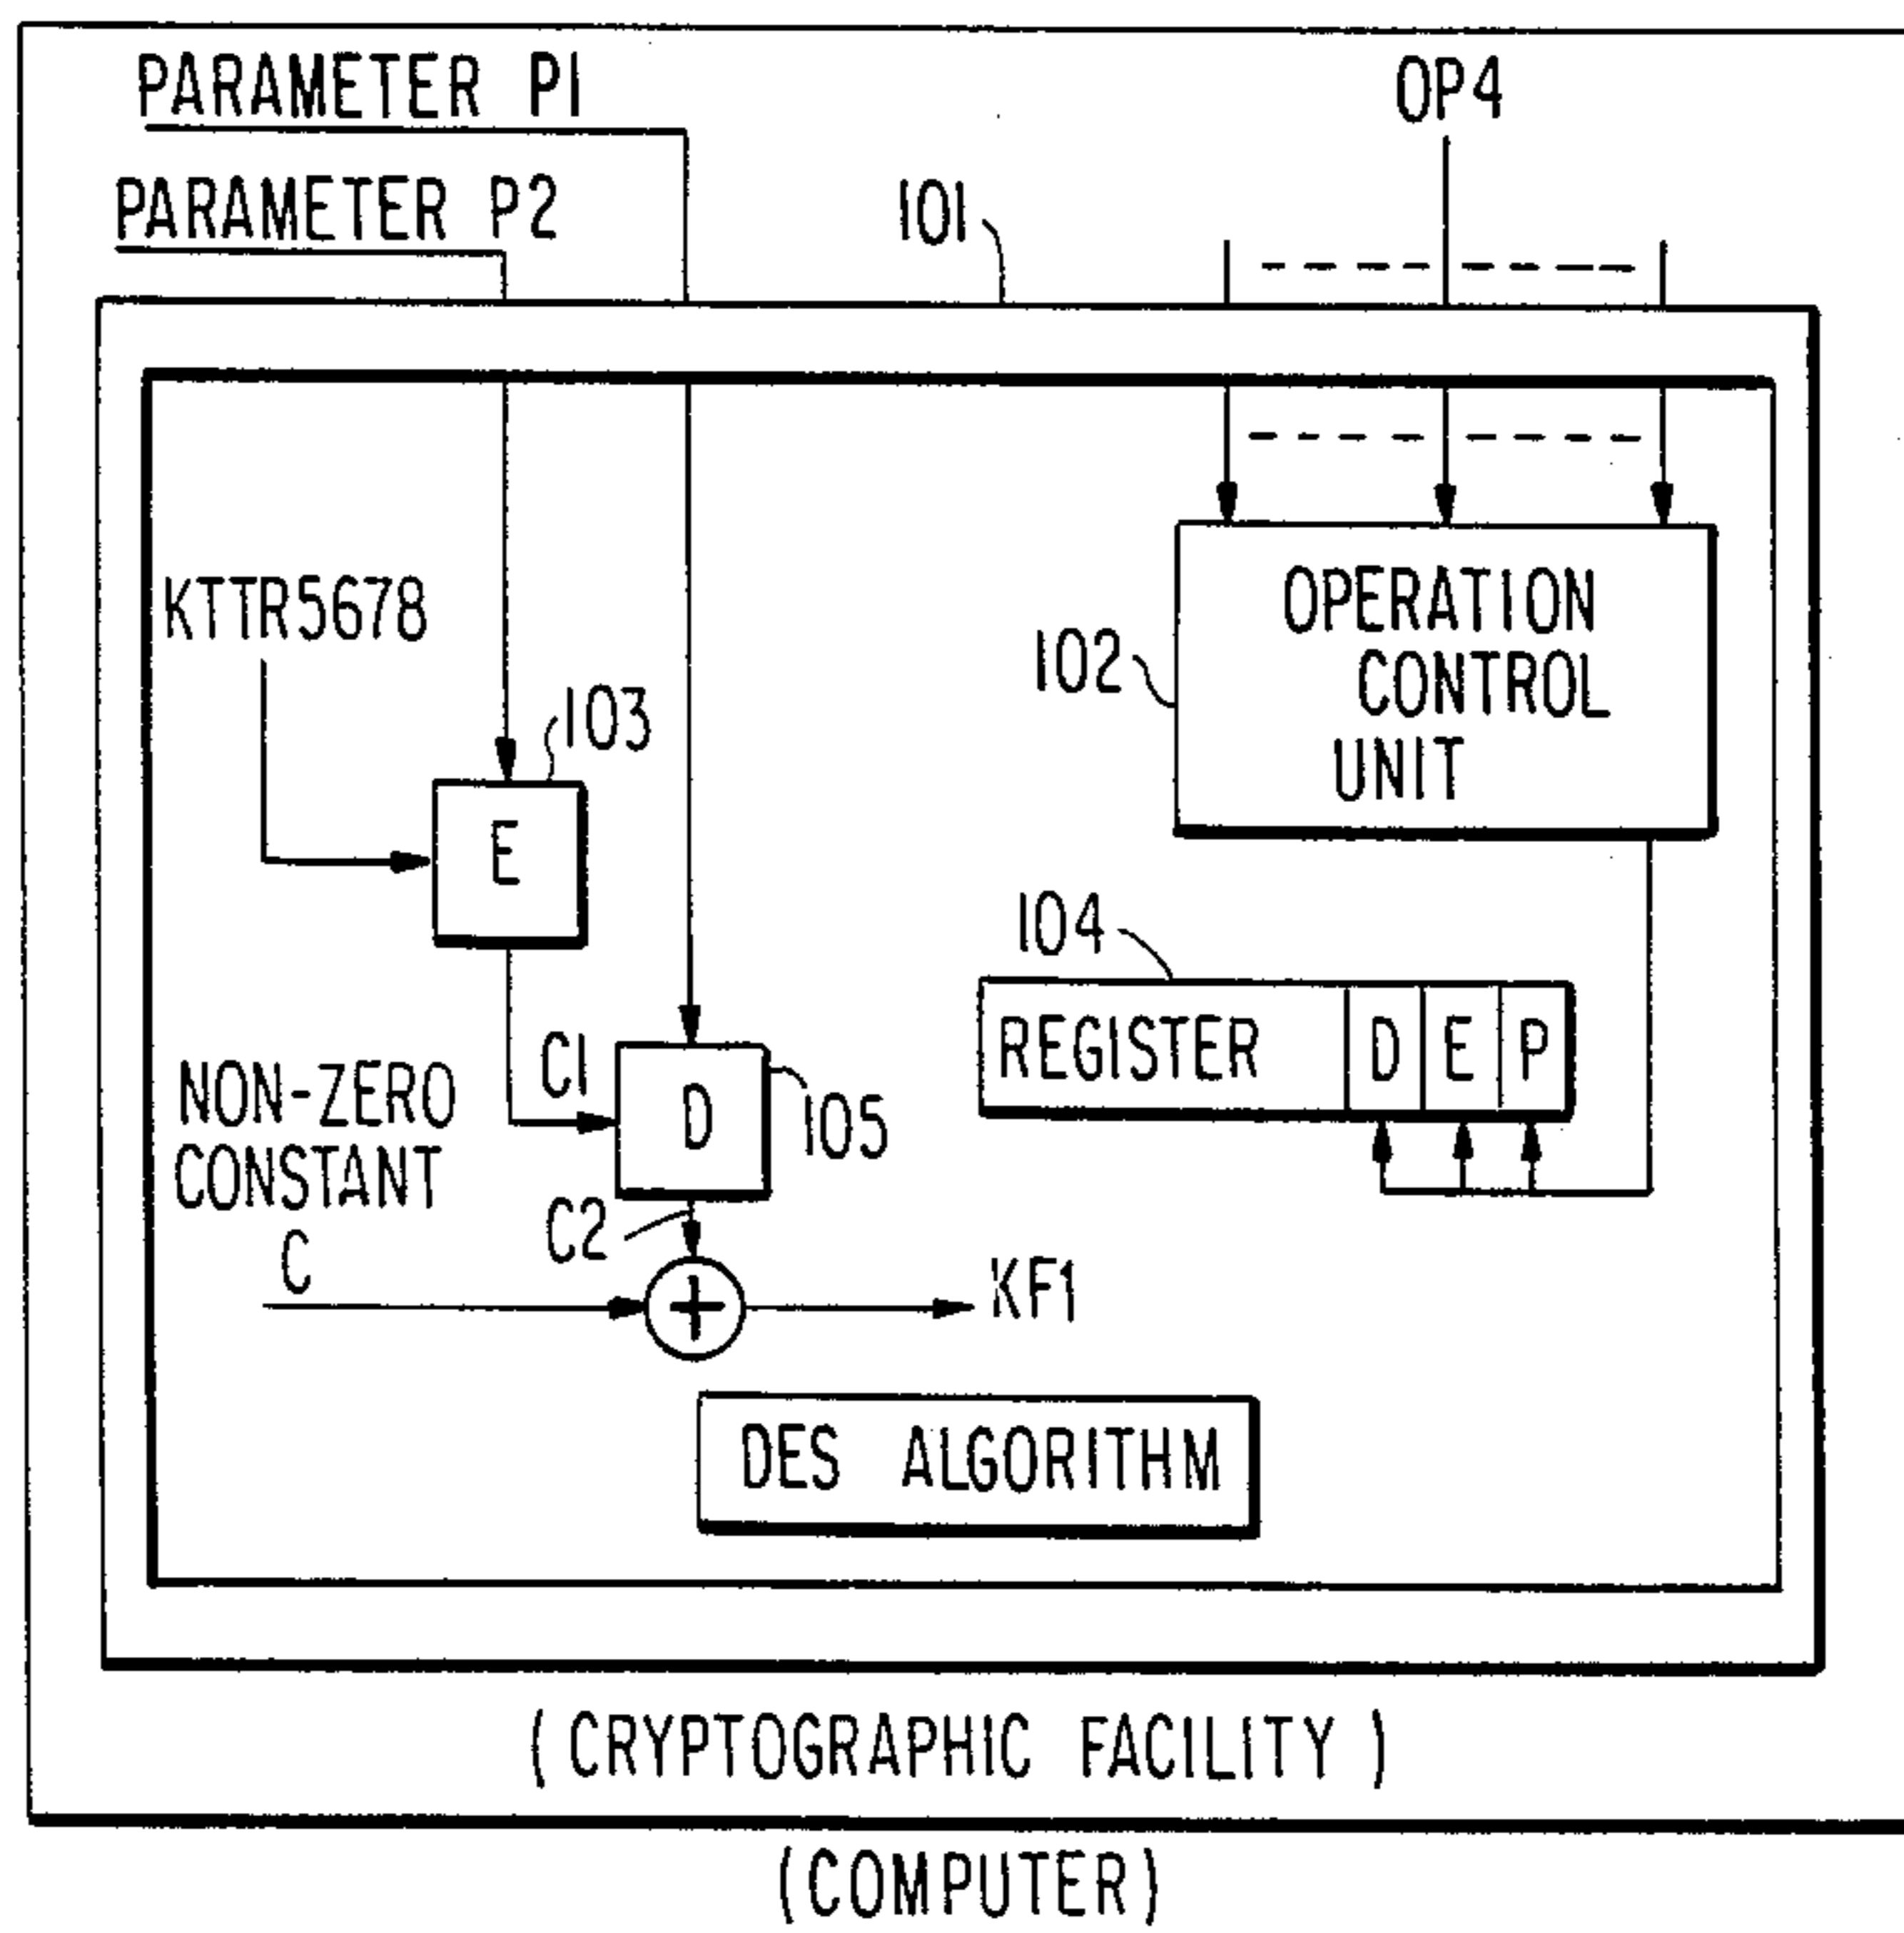 PARAMETER P1
OP4
PARAMETER P2
101
KTTR5678
OPERATION
CONTROL
UNIT
102
103
E
104
REGISTER D E P
C1
D
105
NON-ZERO
CONSTANT
C
C2
+
KF1
DES ALGORITHM
(CRYPTOGRAPHIC FACILITY)
(COMPUTER)